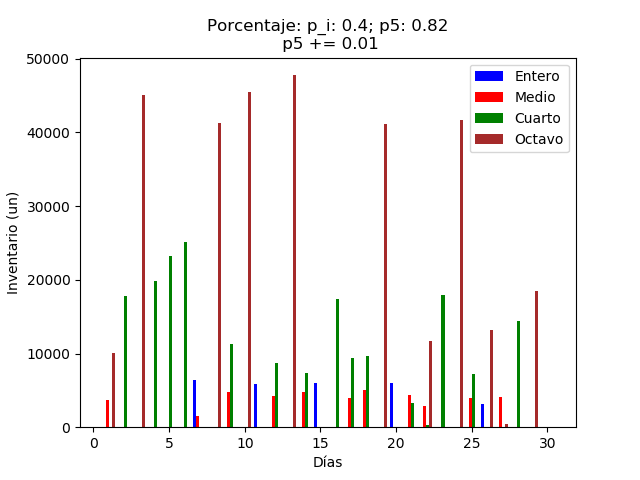 Porcentaje: p_i: 0.4; p5: 0.82
p5 += 0.01
Inventario (un)
50000
40000
30000
20000
10000
0
Entero
Medio
Cuarto
Octavo
0 5 10 15 20 25 30
Días